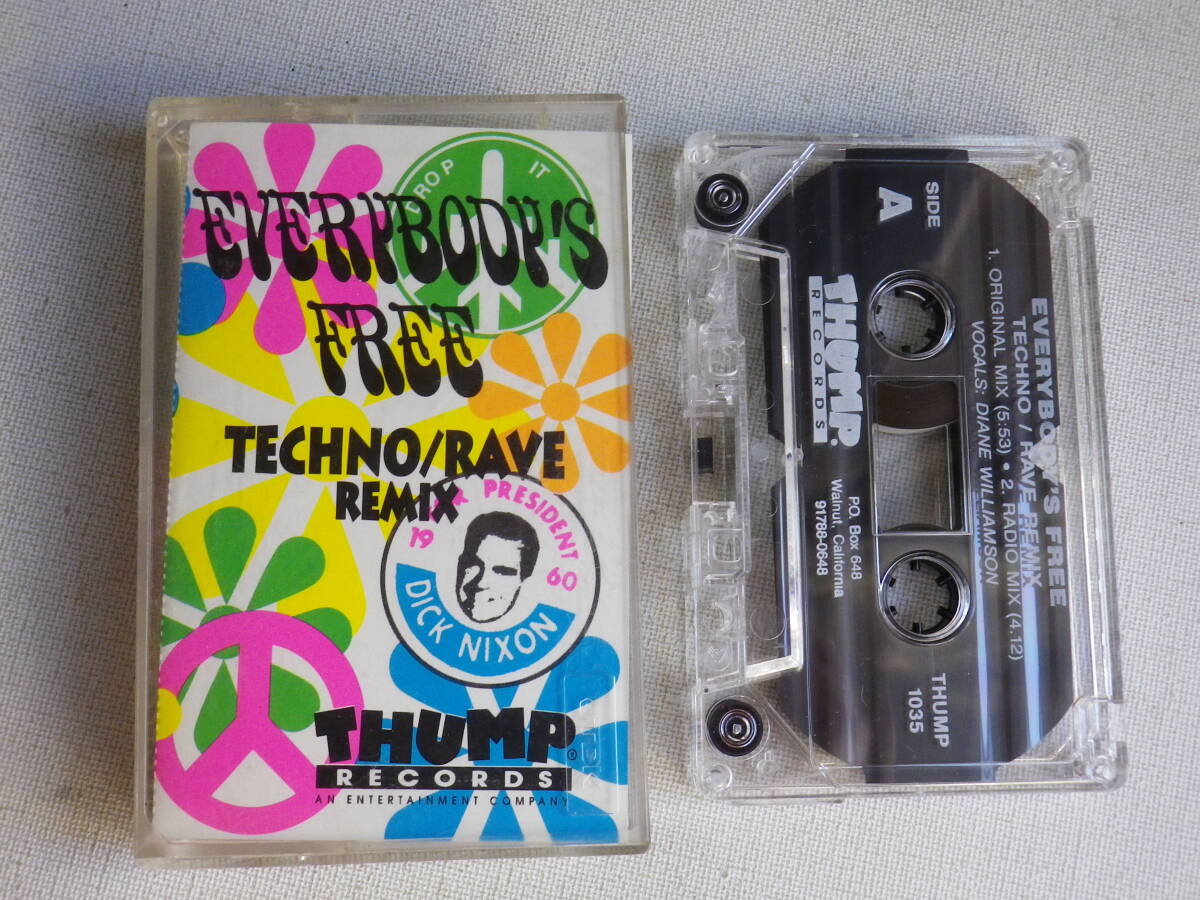 DROP IT
EVERYBODY'S
FREE
TECHNO/RAVE
REMIX
PRESIDENT
19 60
DICK NIXON
THUMP®
RECORDS
AN ENTERTAINMENT COMPANY
SIDE
A
EVERYBODY'S FREE
TECHNO / RAVE REMIX
1. ORIGINAL MIX (5:53) • 2. RADIO MIX (4.12)
VOCALS: DIANE WILLIAMSON
THUMP.
RECORDS
P.O. Box 648
Walnut, California
91788-0648
THUMP
1035